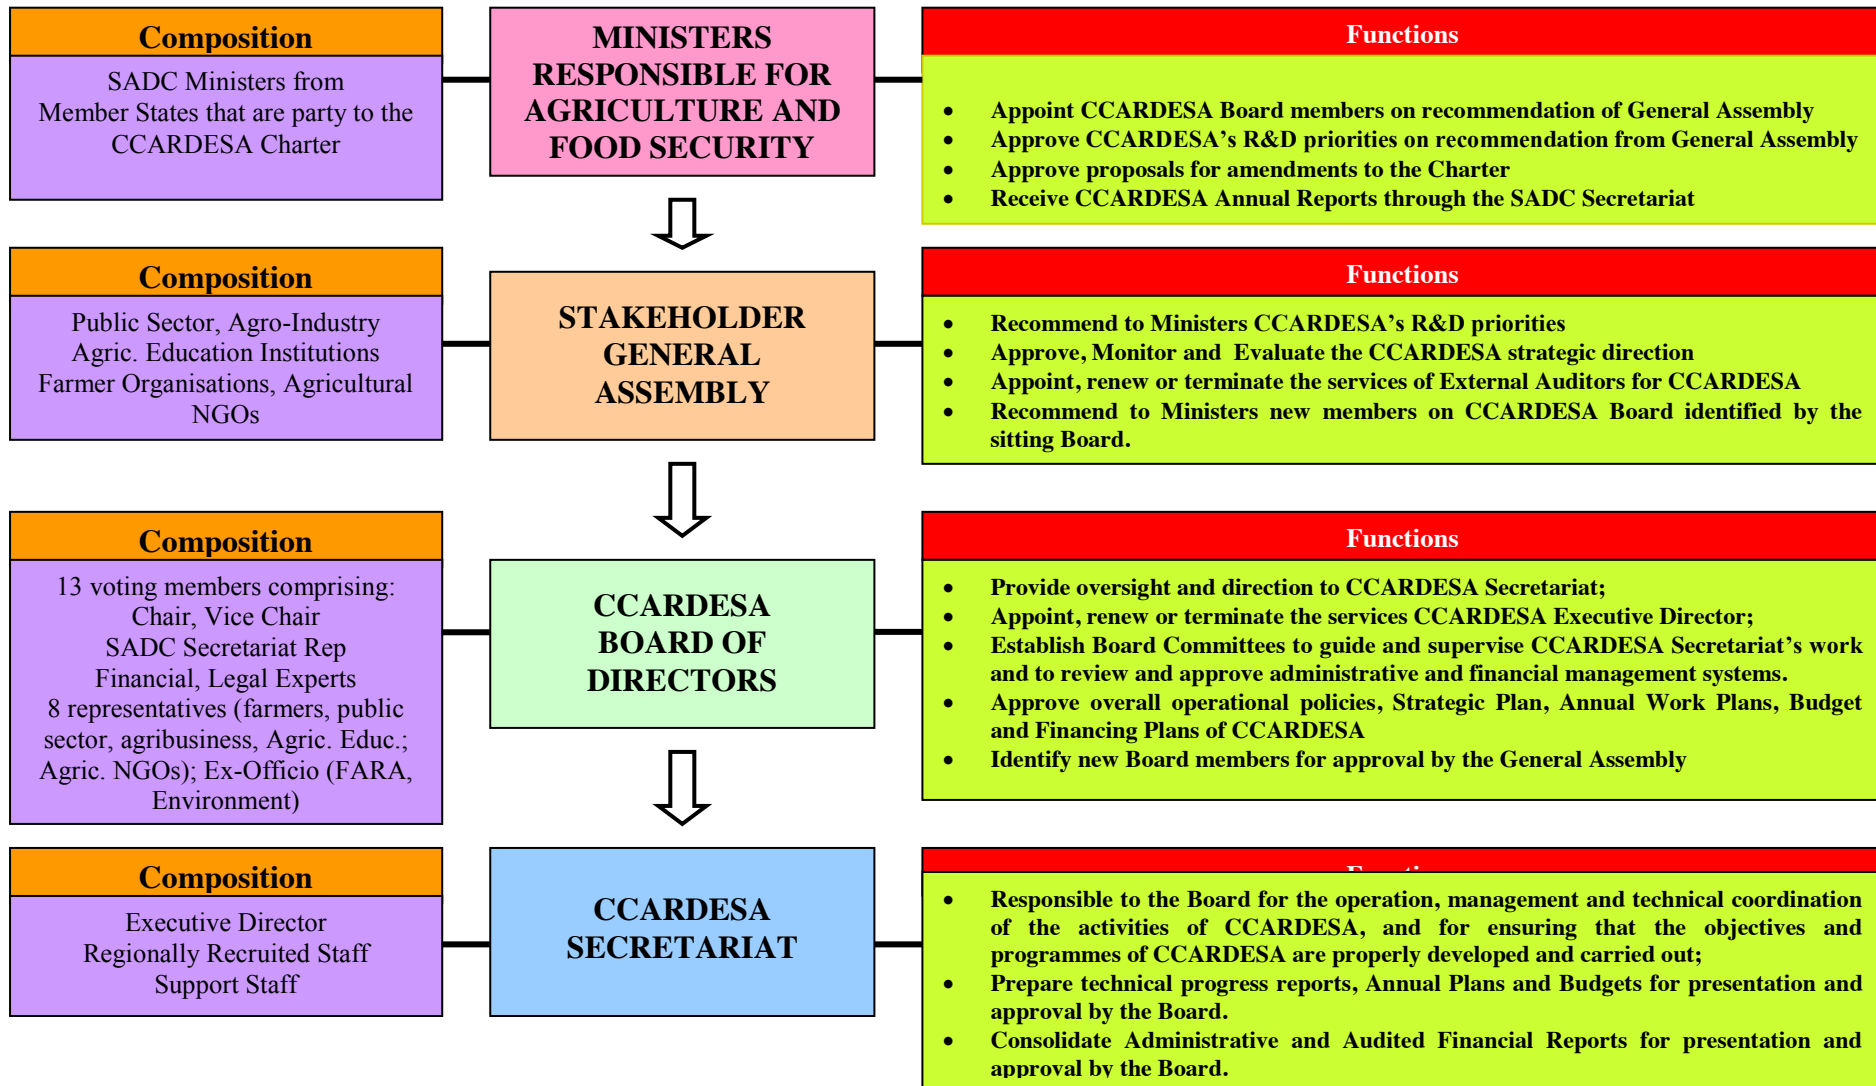 Composition
SADC Ministers from
Member States that are party to the
CCARDESA Charter
MINISTERS
RESPONSIBLE FOR
AGRICULTURE AND
FOOD SECURITY
Functions
• Appoint CCARDESA Board members on recommendation of General Assembly
• Approve CCARDESA’s R&D priorities on recommendation from General Assembly
• Approve proposals for amendments to the Charter
• Receive CCARDESA Annual Reports through the SADC Secretariat
Composition
Public Sector, Agro-Industry
Agric. Education Institutions
Farmer Organisations, Agricultural
NGOs
STAKEHOLDER
GENERAL
ASSEMBLY
Functions
• Recommend to Ministers CCARDESA’s R&D priorities
• Approve, Monitor and Evaluate the CCARDESA strategic direction
• Appoint, renew or terminate the services of External Auditors for CCARDESA
• Recommend to Ministers new members on CCARDESA Board identified by the
sitting Board.
Composition
13 voting members comprising:
Chair, Vice Chair
SADC Secretariat Rep
Financial, Legal Experts
8 representatives (farmers, public
sector, agribusiness, Agric. Educ.;
Agric. NGOs); Ex-Officio (FARA,
Environment)
CCARDESA
BOARD OF
DIRECTORS
Functions
• Provide oversight and direction to CCARDESA Secretariat;
• Appoint, renew or terminate the services CCARDESA Executive Director;
• Establish Board Committees to guide and supervise CCARDESA Secretariat’s work
and to review and approve administrative and financial management systems.
• Approve overall operational policies, Strategic Plan, Annual Work Plans, Budget
and Financing Plans of CCARDESA
• Identify new Board members for approval by the General Assembly
Composition
Executive Director
Regionally Recruited Staff
Support Staff
CCARDESA
SECRETARIAT
• Responsible to the Board for the operation, management and technical coordination
of the activities of CCARDESA, and for ensuring that the objectives and
programmes of CCARDESA are properly developed and carried out;
• Prepare technical progress reports, Annual Plans and Budgets for presentation and
approval by the Board.
• Consolidate Administrative and Audited Financial Reports for presentation and
approval by the Board.